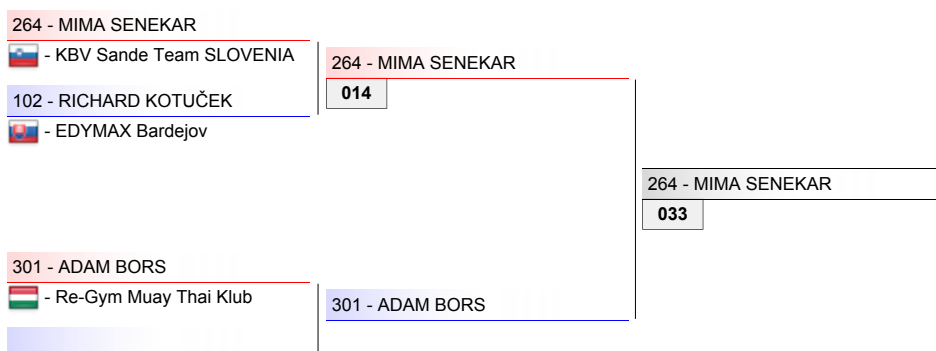 264 - MIMA SENEKAR
- KBV Sande Team SLOVENIA
264 - MIMA SENEKAR
014
102 - RICHARD KOTUČEK
- EDYMAX Bardejov
264 - MIMA SENEKAR
033
301 - ADAM BORS
- Re-Gym Muay Thai Klub
301 - ADAM BORS